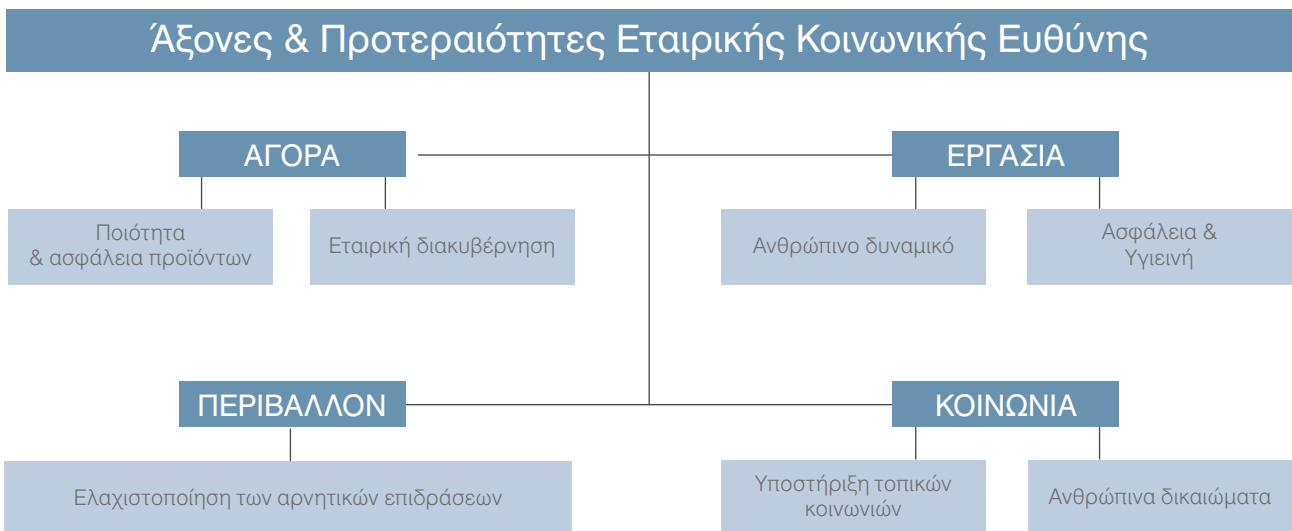 Άξονες & Προτεραιότητες Εταιρικής Κοινωνικής Ευθύνης
ΑΓΟΡΑ
ΕΡΓΑΣΙΑ
Ποιότητα
& ασφάλεια προϊόντων
Εταιρική διακυβέρνηση
Ανθρώπινο δυναμικό
Ασφάλεια &
Υγιεινή
ΠΕΡΙΒΑΛΛΟΝ
ΚΟΙΝΩΝΙΑ
Ελαχιστοποίηση των αρνητικών επιδράσεων
Υποστήριξη τοπικών
κοινωνιών
Ανθρώπινα δικαιώματα